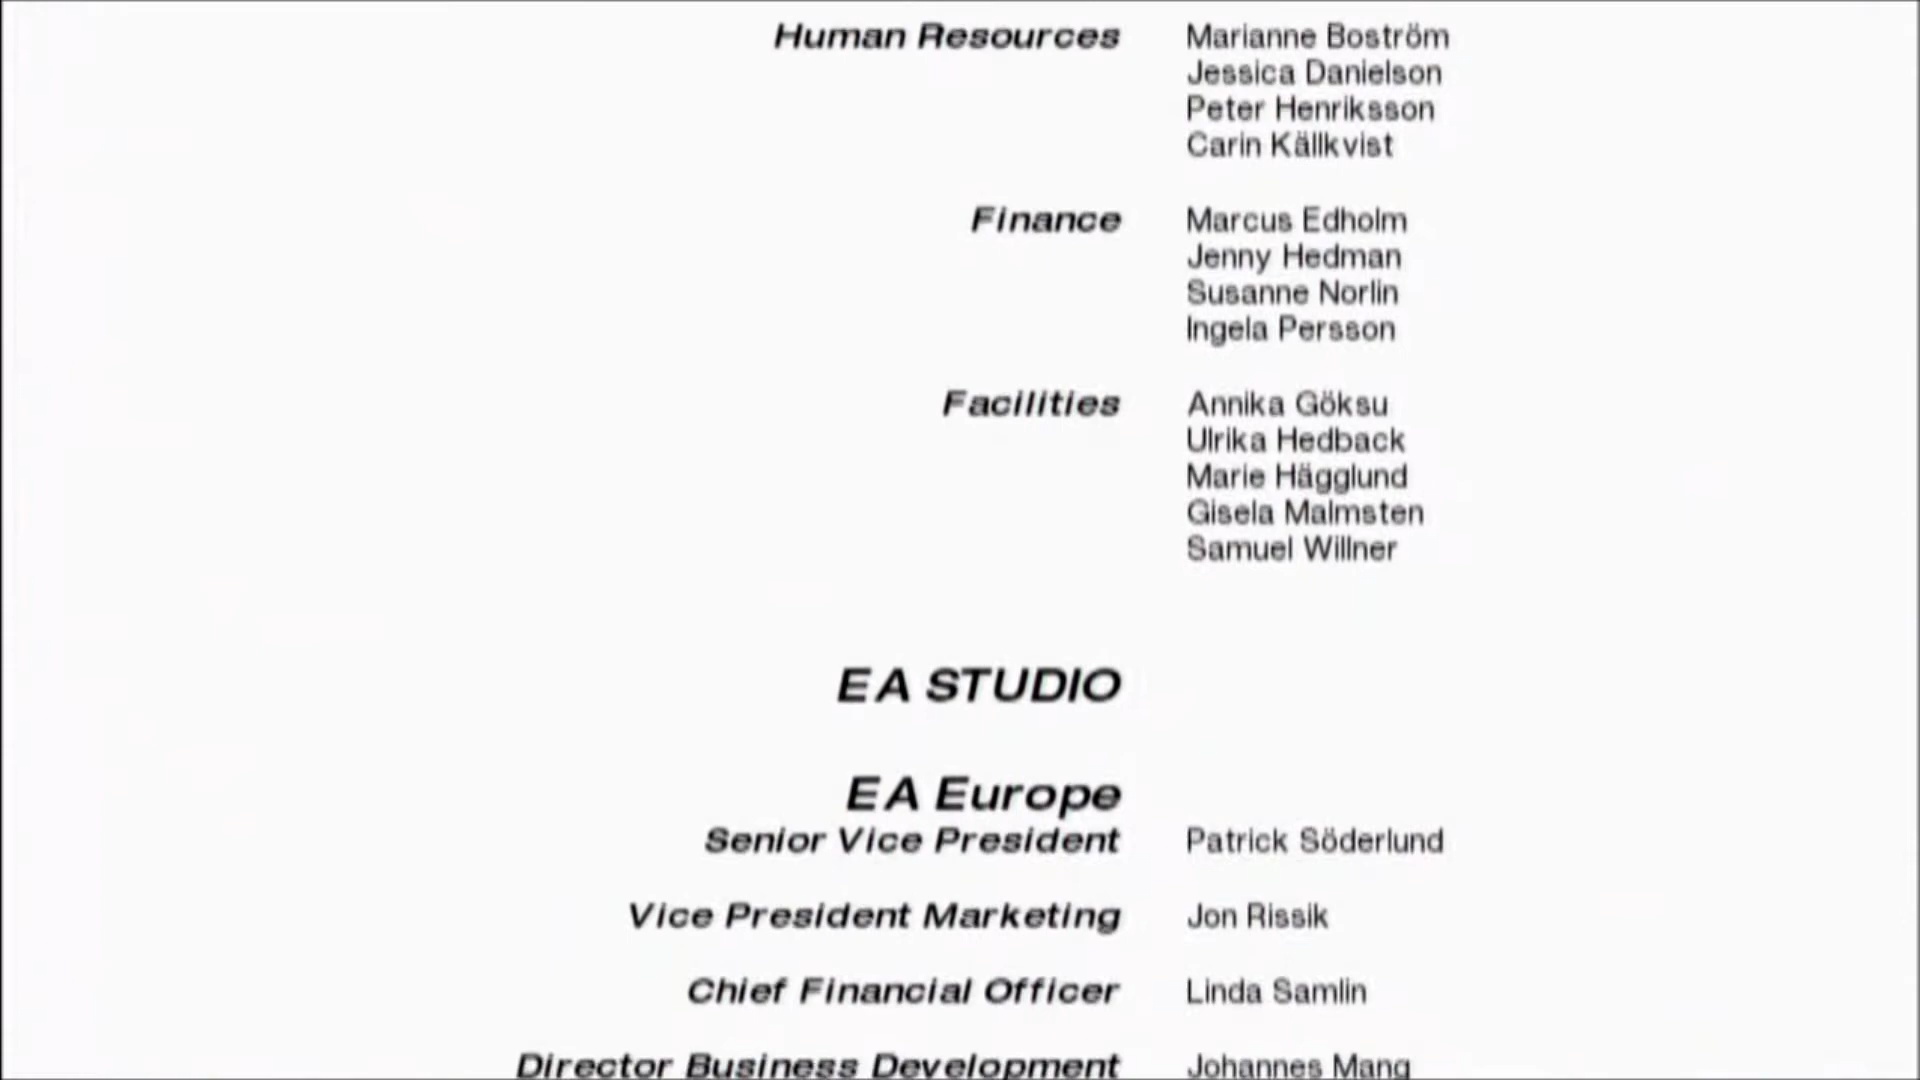 Human Resources Marianne Boström
Jessica Danielson
Peter Henriksson
Carin Källkvist
Finance Marcus Edholm
Jenny Hedman
Susanne Norlin
Ingela Persson
Facilities Annika Göksu
Ulrika Hedback
Marie Hägglund
Gisela Malmsten
Samuel Willner
EA STUDIO
EA Europe
Senior Vice President Patrick Söderlund
Vice President Marketing Jon Rissik
Chief Financial Officer Linda Samlin
Director Business Development Johannes Mang